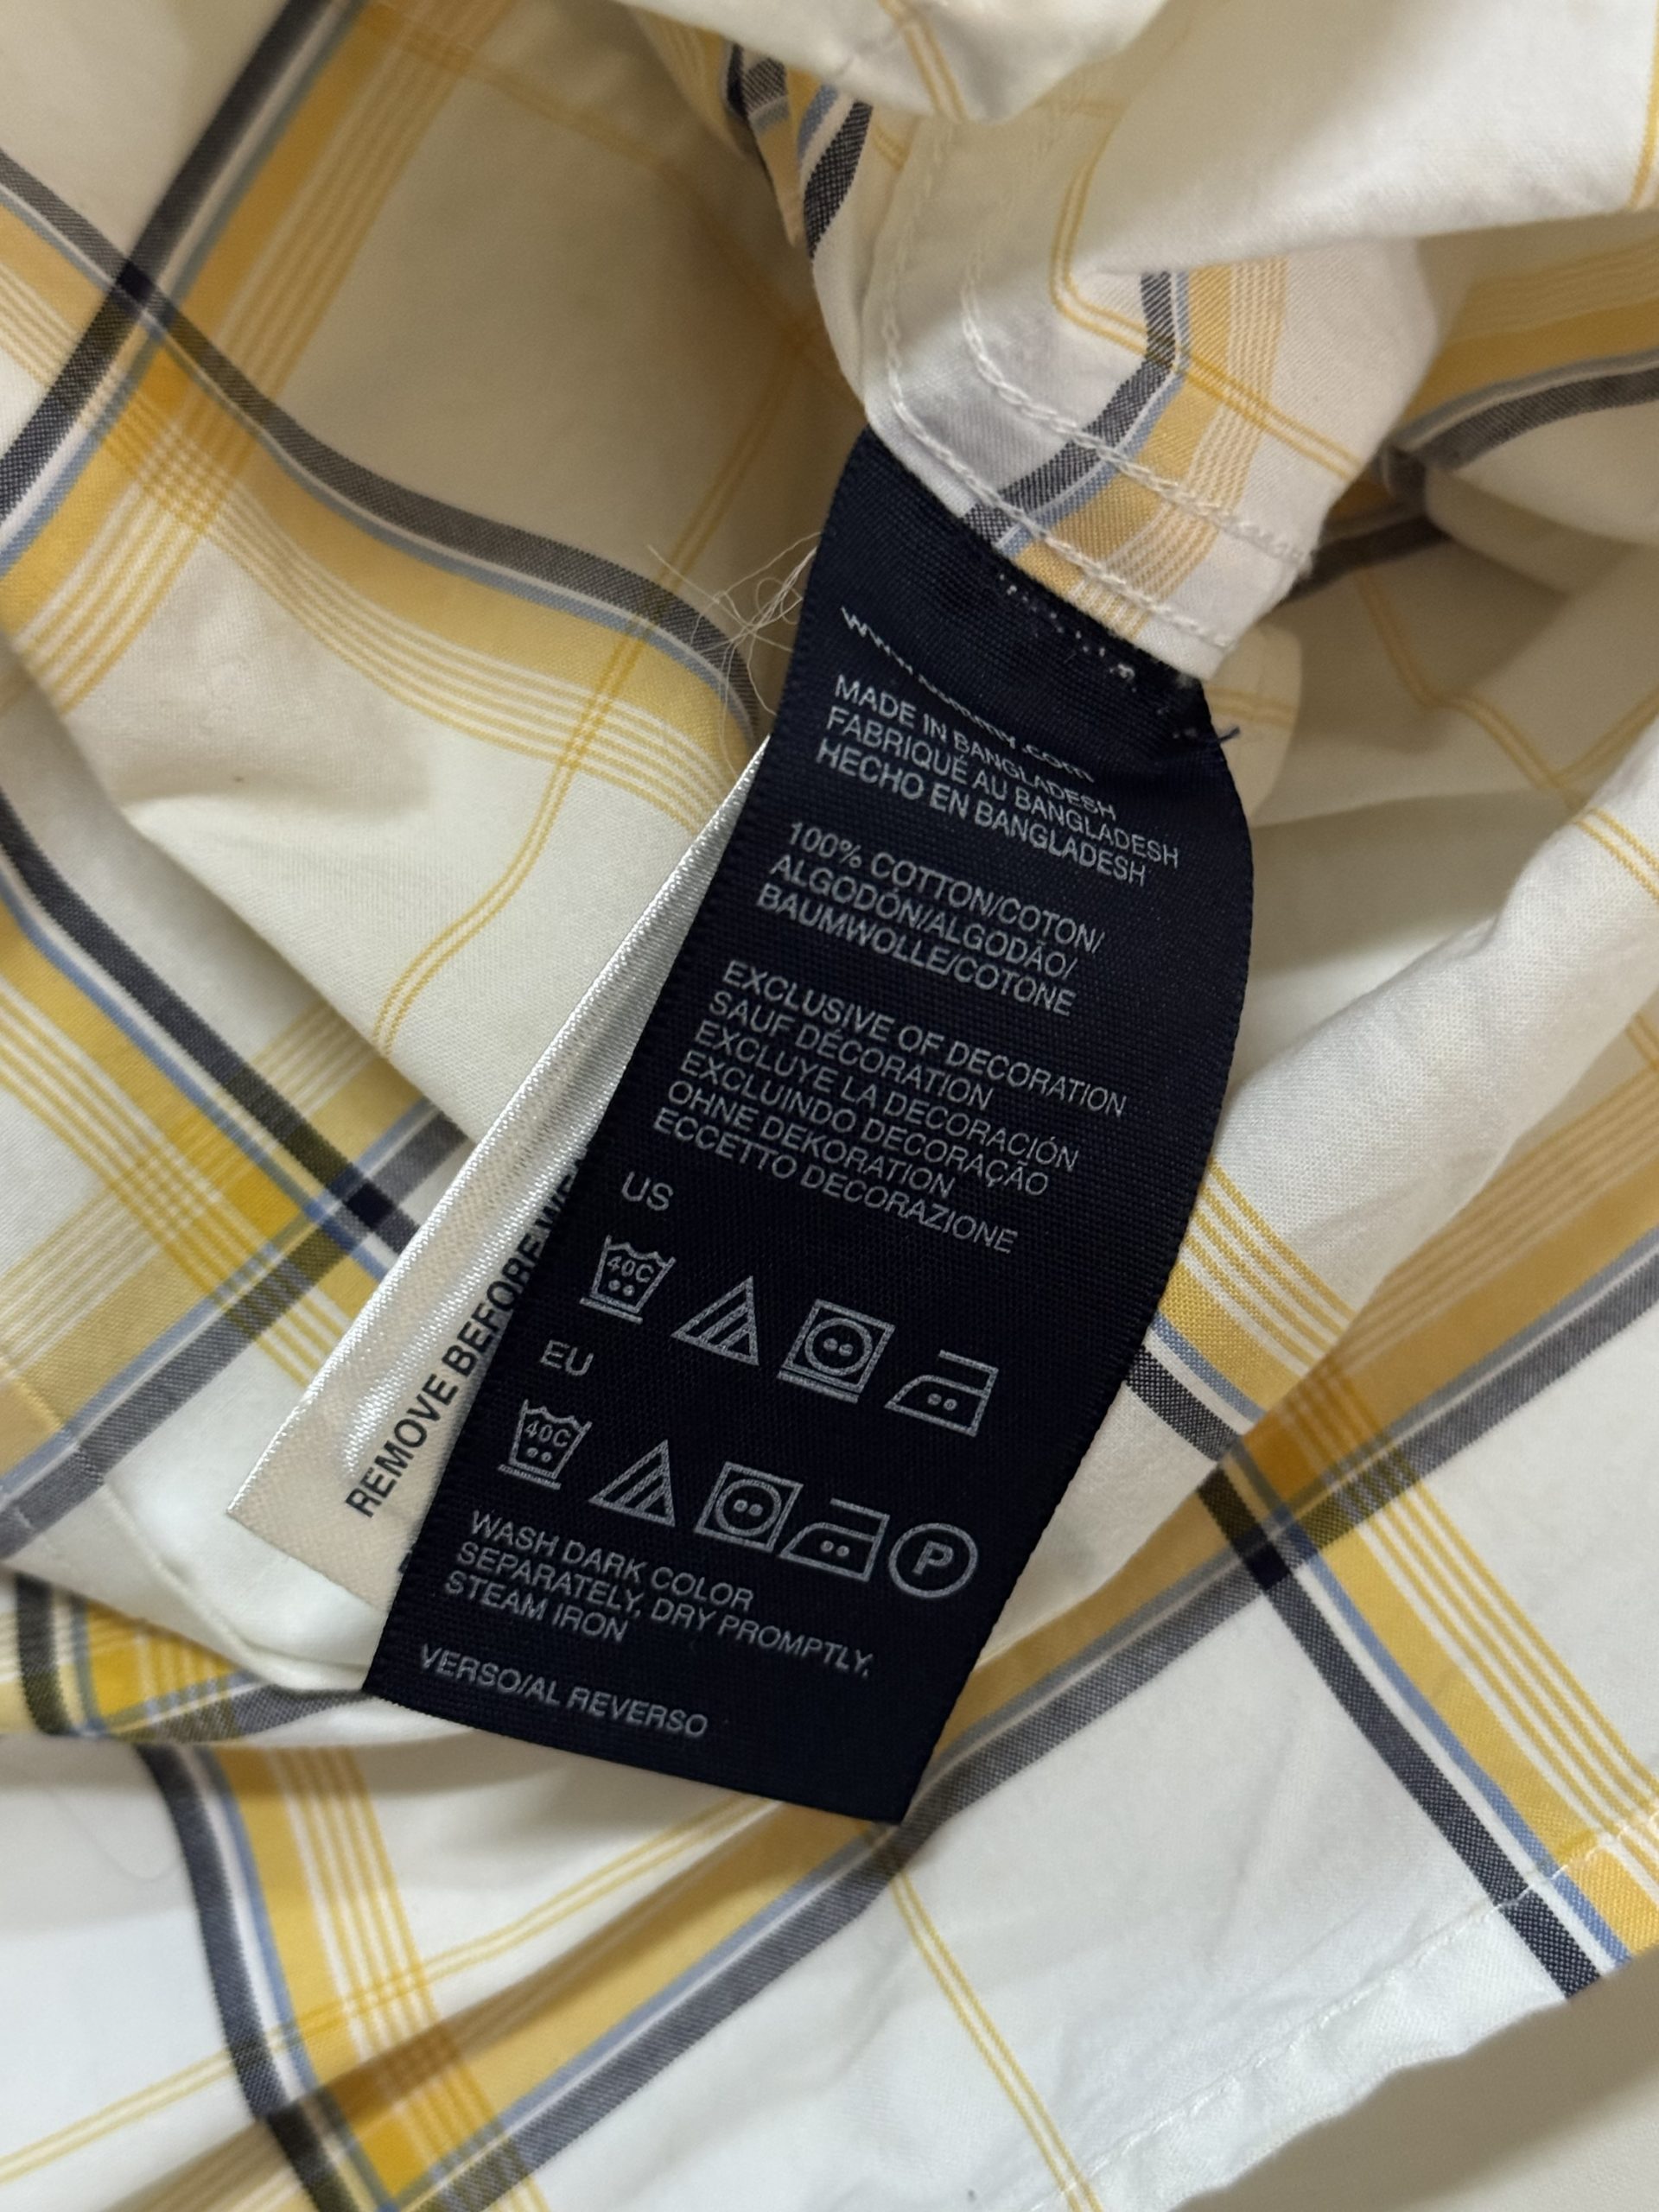 MADE IN BANGLADESH
FABRIQUÉ AU BANGLADESH
HECHO EN BANGLADESH
100% COTTON/COTON/
ALGODÓN/ALGODÃO/
BAUMWOLLE/COTONE
EXCLUSIVE OF DECORATION
SAUF DÉCORATION
EXCLUYE LA DECORACIÓN
EXCLUINDO DECORAÇÃO
OHNE DEKORATION
ECCETTO DECORAZIONE
US
40C
EU
40C
P
WASH DARK COLOR
SEPARATELY, DRY PROMPTLY.
STEAM IRON
VERSO/AL REVERSO
REMOVE BEFORE